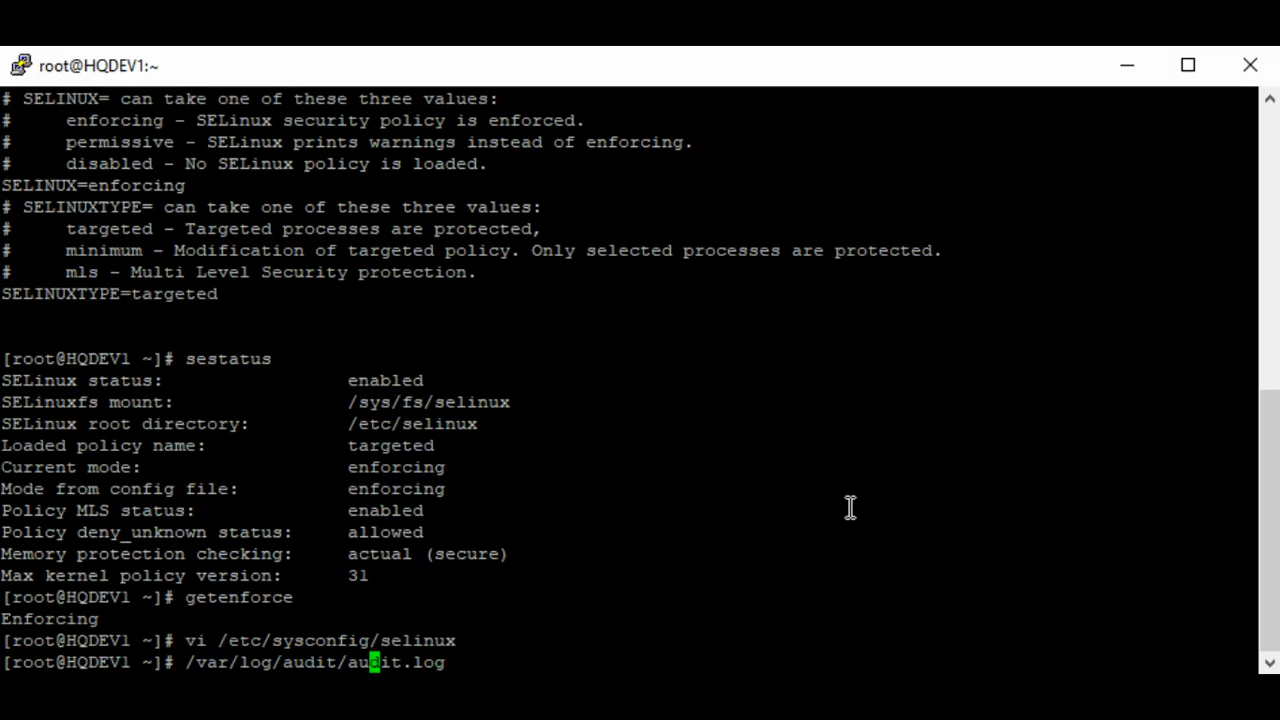 root@HQDEV1:~
# SELINUX= can take one of these three values:
#     enforcing - SELinux security policy is enforced.
#     permissive - SELinux prints warnings instead of enforcing.
#     disabled - No SELinux policy is loaded.
SELINUX=enforcing
# SELINUXTYPE= can take one of these three values:
#     targeted - Targeted processes are protected,
#     minimum - Modification of targeted policy. Only selected processes are protected.
#     mls - Multi Level Security protection.
SELINUXTYPE=targeted
[root@HQDEV1 ~]# sestatus
SELinux status:                 enabled
SELinuxfs mount:                /sys/fs/selinux
SELinux root directory:         /etc/selinux
Loaded policy name:             targeted
Current mode:                   enforcing
Mode from config file:          enforcing
Policy MLS status:              enabled
Policy deny_unknown status:     allowed
Memory protection checking:     actual (secure)
Max kernel policy version:      31
[root@HQDEV1 ~]# getenforce
Enforcing
[root@HQDEV1 ~]# vi /etc/sysconfig/selinux
[root@HQDEV1 ~]# /var/log/audit/audit.log